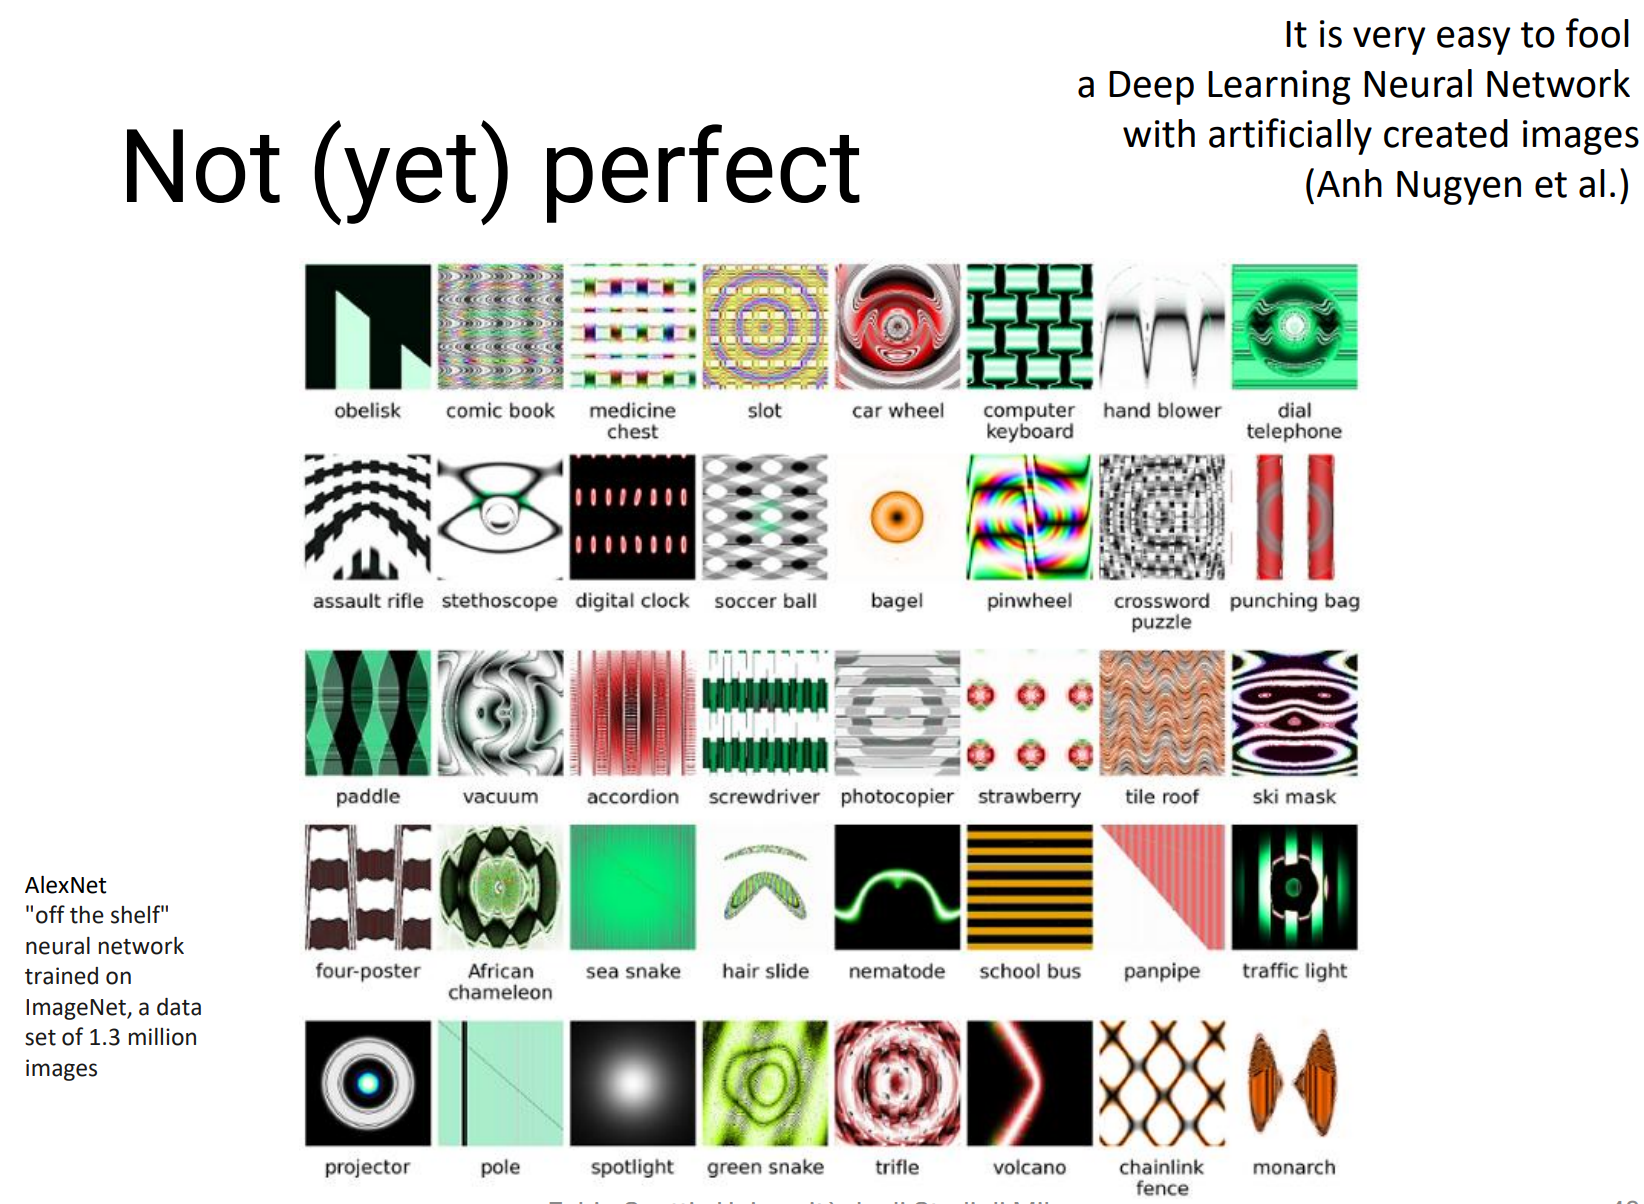 It is very easy to fool
a Deep Learning Neural Network
with artificially created images
(Anh Nugyen et al.)
Not (yet) perfect
obelisk comic book medicine chest slot car wheel computer keyboard hand blower dial telephone
assault rifle stethoscope digital clock soccer ball bagel pinwheel crossword puzzle punching bag
paddle vacuum accordion screwdriver photocopier strawberry tile roof ski mask
four-poster African chameleon sea snake hair slide nematode school bus panpipe traffic light
AlexNet
"off the shelf"
neural network
trained on
ImageNet, a data
set of 1.3 million
images
projector pole spotlight green snake trifle volcano chainlink fence monarch